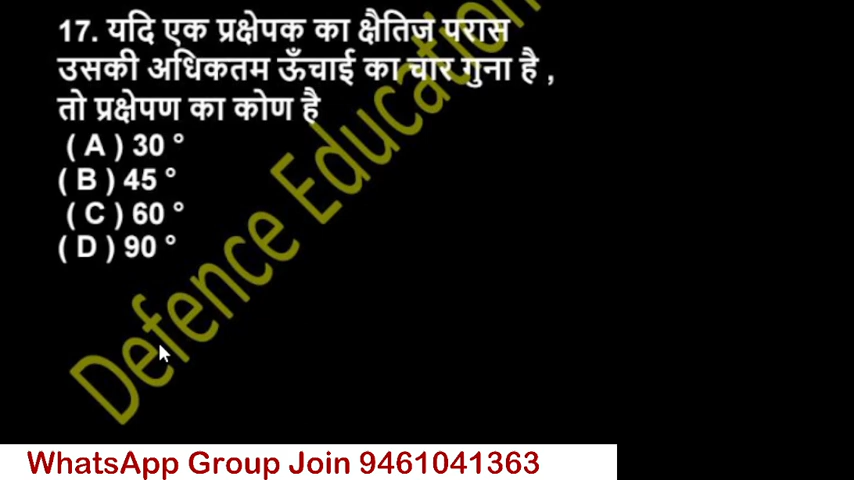 17. यदि एक प्रक्षेपक का क्षैतिज परास
उसकी अधिकतम ऊँचाई का चार गुना है ,
तो प्रक्षेपण का कोण है
( A ) 30 °
( B ) 45 °
( C ) 60 °
( D ) 90 °
Defence Education
WhatsApp Group Join 9461041363